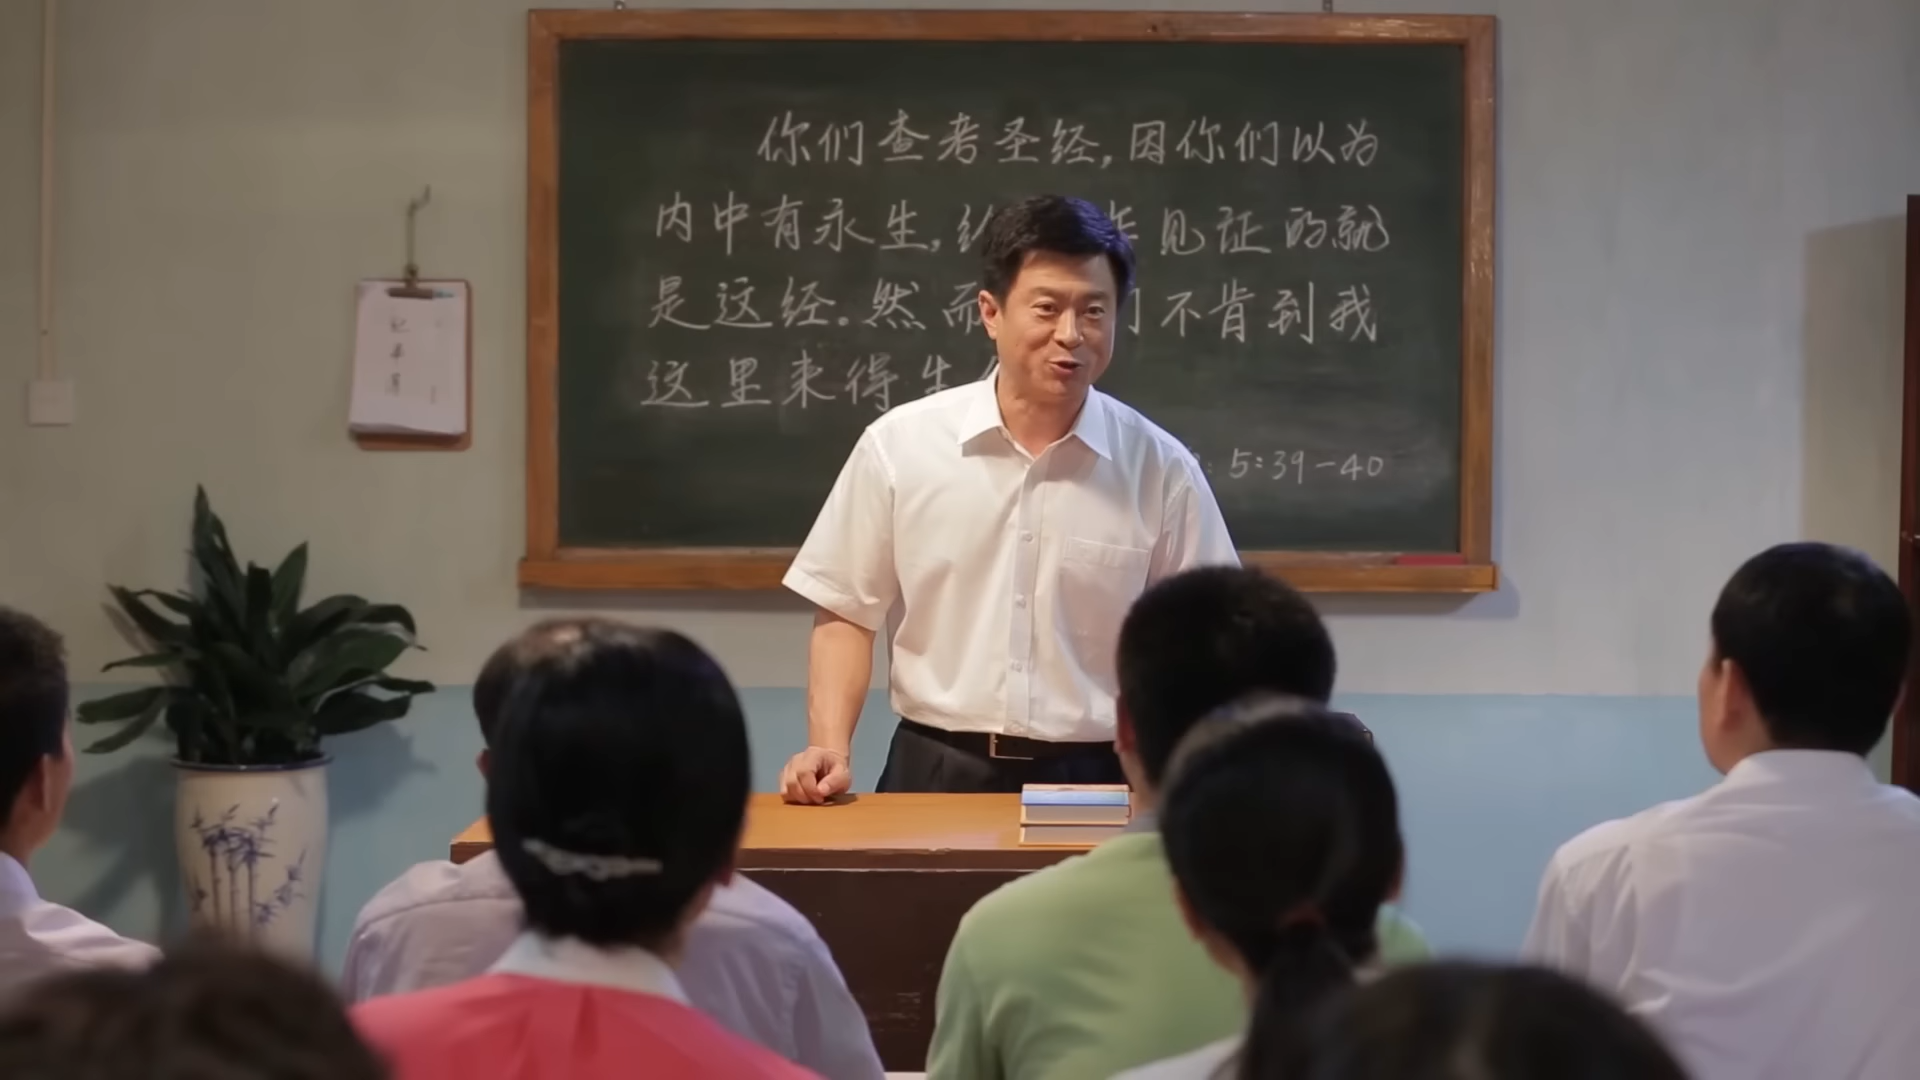 你们查考圣经,因你们以为
内中有永生,给 见证的就
是这经。然而 不肯到我
这里来得生
5:39-40